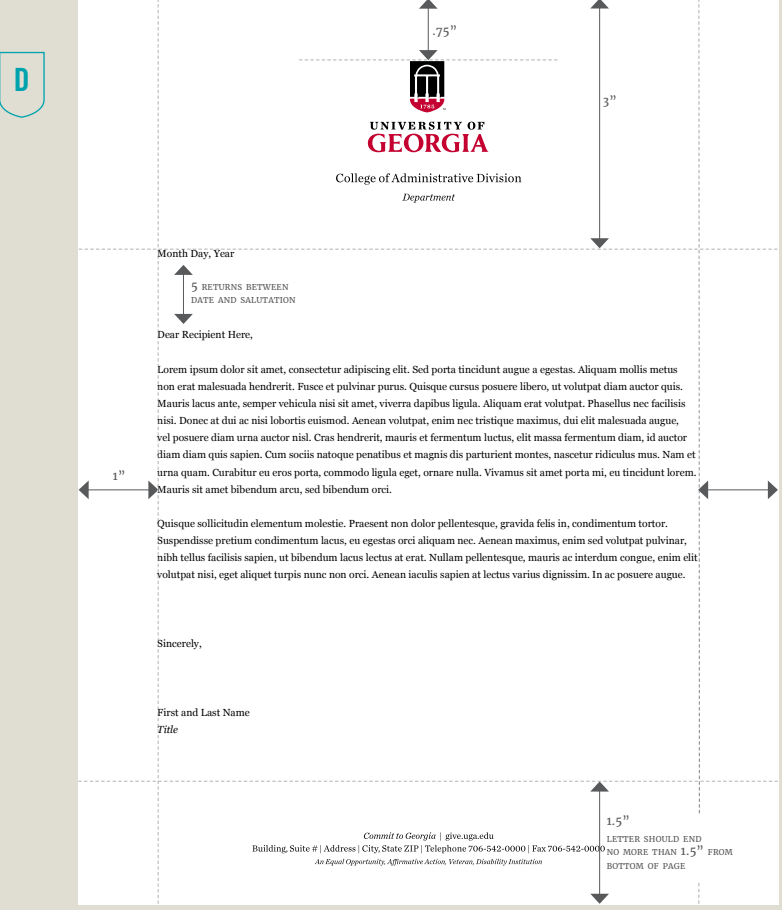 .75”
D
3”
1785
UNIVERSITY OF
GEORGIA
College of Administrative Division
Department
Month Day, Year
5 RETURNS BETWEEN
DATE AND SALUTATION
Dear Recipient Here,
Lorem ipsum dolor sit amet, consectetur adipiscing elit. Sed porta tincidunt augue a egestas. Aliquam mollis metus
non erat malesuada hendrerit. Fusce et pulvinar purus. Quisque cursus posuere libero, ut volutpat diam auctor quis.
Mauris lacus ante, semper vehicula nisi sit amet, viverra dapibus ligula. Aliquam erat volutpat. Phasellus nec facilisis
nisi. Donec at dui ac nisi lobortis euismod. Aenean volutpat, enim nec tristique maximus, dui elit malesuada augue,
vel posuere diam urna auctor nisl. Cras hendrerit, mauris et fermentum luctus, elit massa fermentum diam, id auctor
diam diam quis sapien. Cum sociis natoque penatibus et magnis dis parturient montes, nascetur ridiculus mus. Nam et
urna quam. Curabitur eu eros porta, commodo ligula eget, ornare nulla. Vivamus sit amet porta mi, eu tincidunt lorem.
1”
Mauris sit amet bibendum arcu, sed bibendum orci.
Quisque sollicitudin elementum molestie. Praesent non dolor pellentesque, gravida felis in, condimentum tortor.
Suspendisse pretium condimentum lacus, eu egestas orci aliquam nec. Aenean maximus, enim sed volutpat pulvinar,
nibh tellus facilisis sapien, ut bibendum lacus lectus at erat. Nullam pellentesque, mauris ac interdum congue, enim elit
volutpat nisi, eget aliquet turpis nunc non orci. Aenean iaculis sapien at lectus varius dignissim. In ac posuere augue.
Sincerely,
First and Last Name
Title
1.5”
LETTER SHOULD END
NO MORE THAN 1.5” FROM
BOTTOM OF PAGE
Commit to Georgia | give.uga.edu
Building, Suite # | Address | City, State ZIP | Telephone 706-542-0000 | Fax 706-542-0000
An Equal Opportunity, Affirmative Action, Veteran, Disability Institution